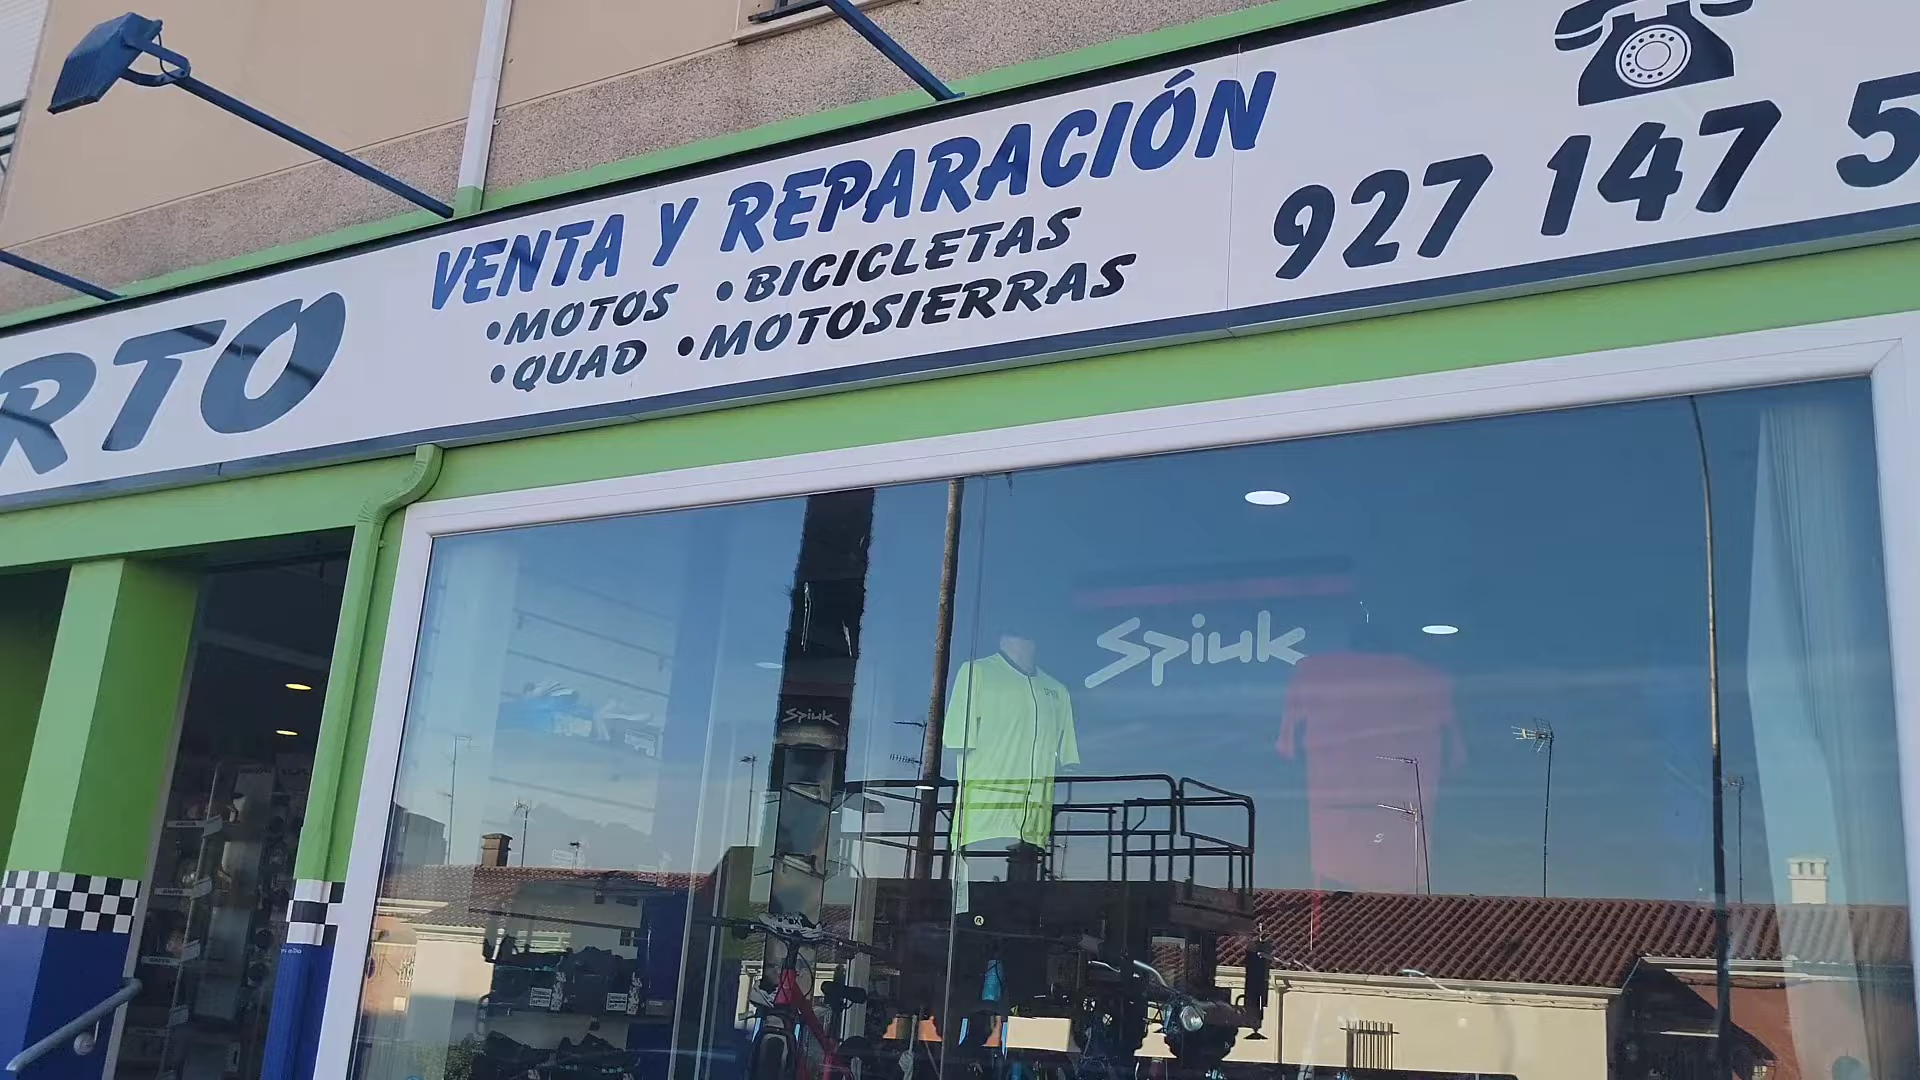 RTO
VENTA Y REPARACIÓN
•MOTOS •BICICLETAS
•QUAD •MOTOSIERRAS
927 147 5
Spiuk
Spiuk